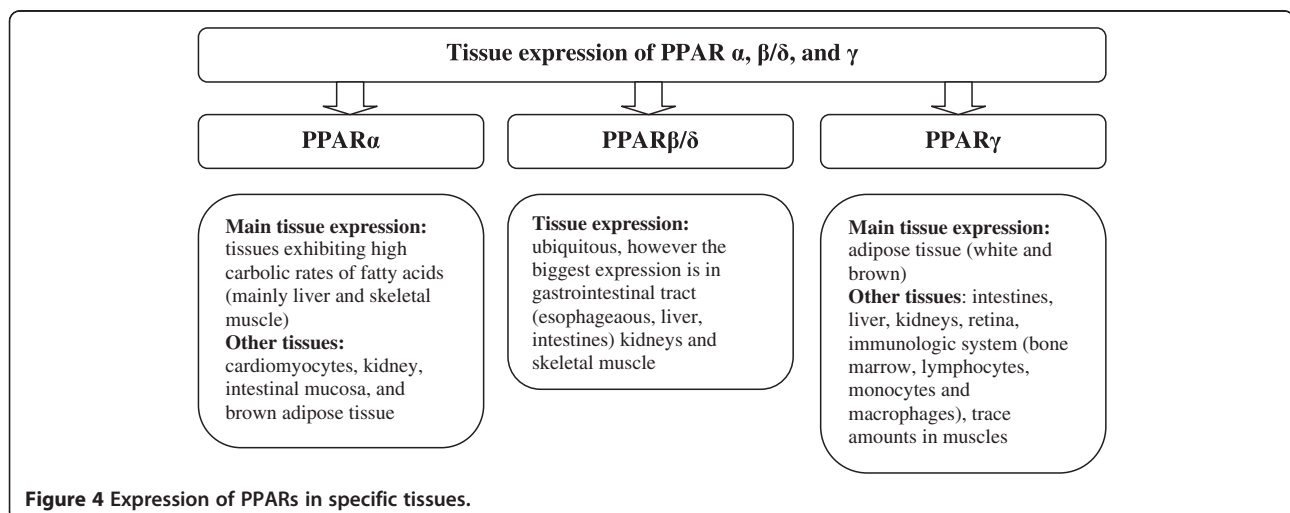 Tissue expression of PPAR α, β/δ, and γ
PPARα
PPARβ/δ
PPARγ
Main tissue expression:
tissues exhibiting high
carbolic rates of fatty acids
(mainly liver and skeletal
muscle)
Other tissues:
cardiomyocytes, kidney,
intestinal mucosa, and
brown adipose tissue
Tissue expression:
ubiquitous, however the
biggest expression is in
gastrointestinal tract
(esophageaous, liver,
intestines) kidneys and
skeletal muscle
Main tissue expression:
adipose tissue (white and
brown)
Other tissues: intestines,
liver, kidneys, retina,
immunologic system (bone
marrow, lymphocytes,
monocytes and
macrophages), trace
amounts in muscles
Figure 4 Expression of PPARs in specific tissues.